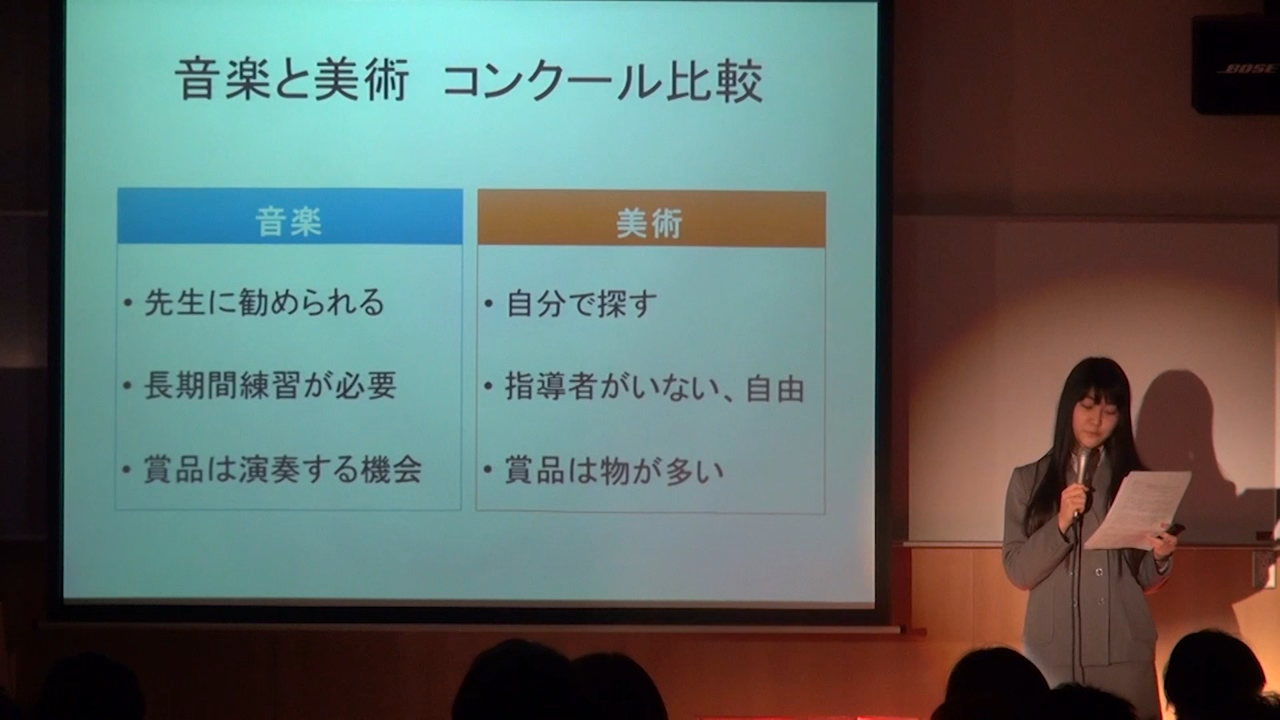 音楽と美術 コンクール比較
音楽
・先生に勧められる
・長期間練習が必要
・賞品は演奏する機会
美術
・自分で探す
・指導者がいない、自由
・賞品は物が多い
BOSE